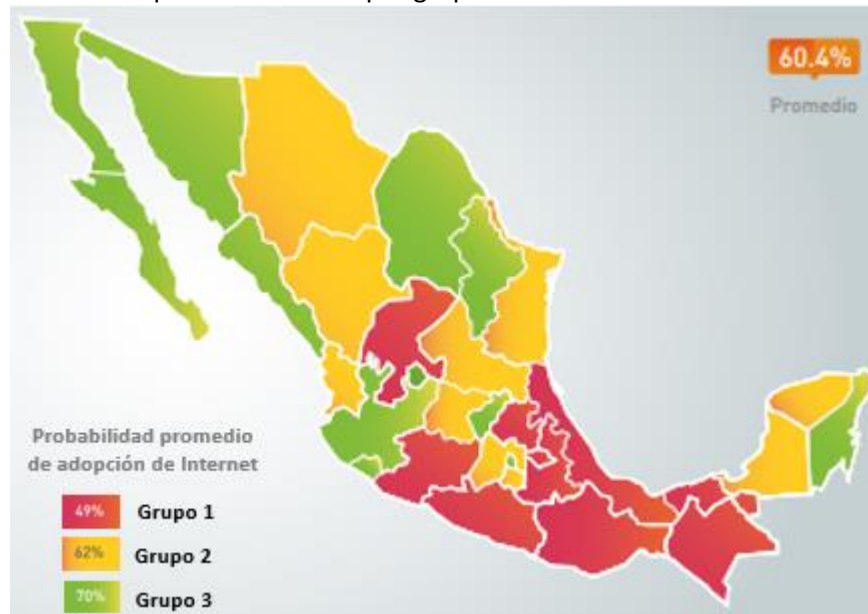 60.4%
Promedio
Probabilidad promedio
de adopción de Internet
49% Grupo 1
62% Grupo 2
70% Grupo 3